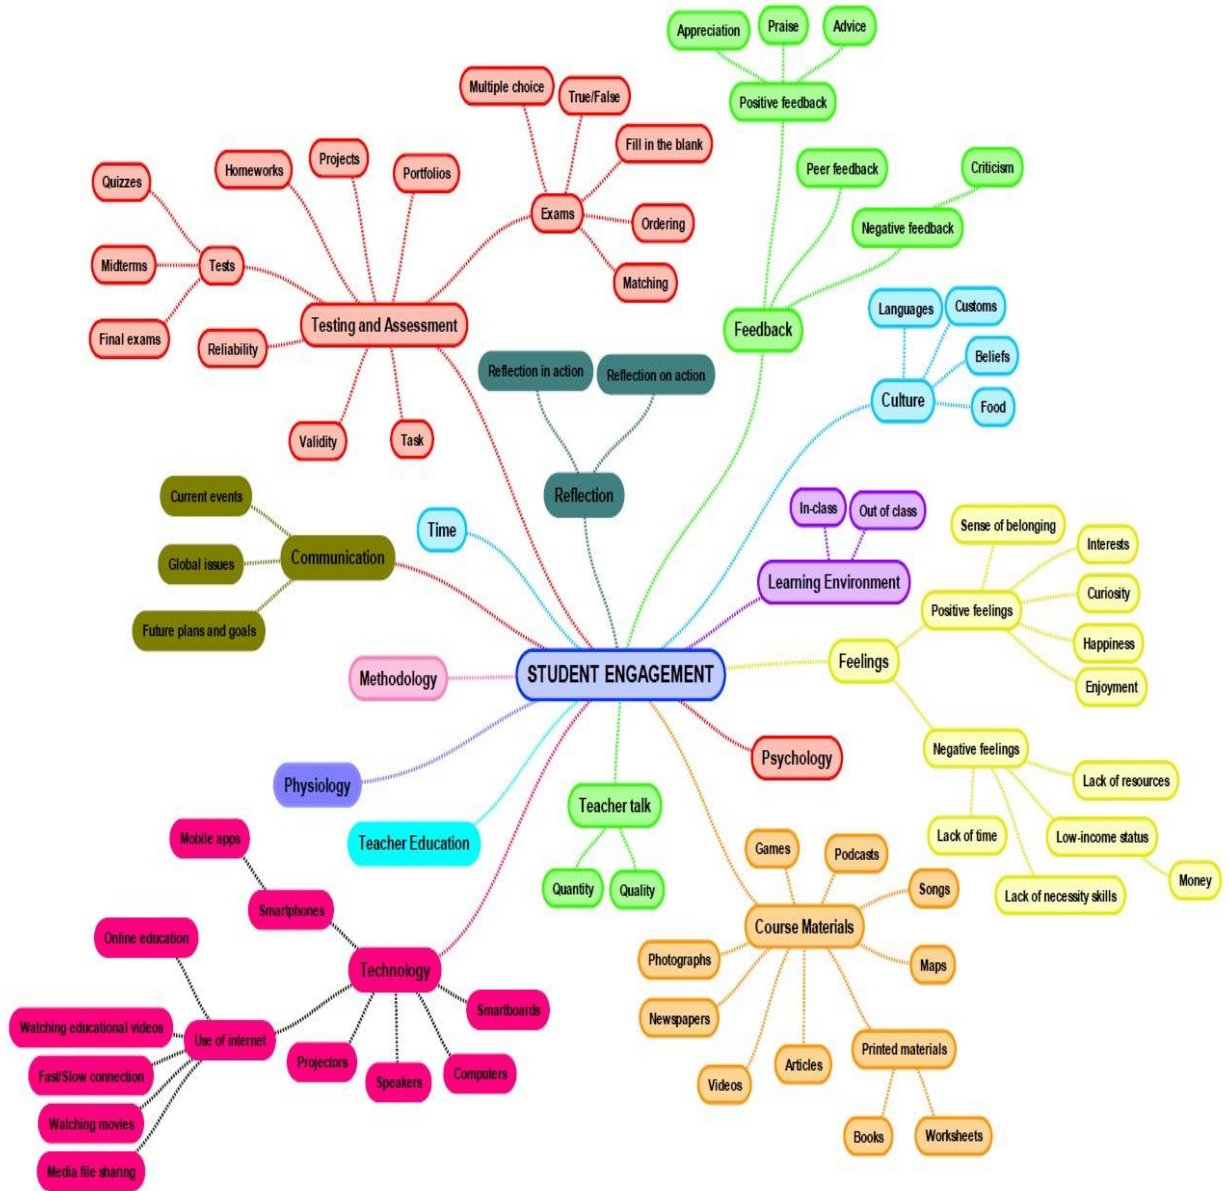 Appreciation
Praise
Advice
Positive feedback
Peer feedback
Criticism
Negative feedback
Feedback
Multiple choice
True/False
Fill in the blank
Exams
Ordering
Matching
Quizzes
Homeworks
Projects
Portfolios
Midterms
Tests
Final exams
Reliability
Testing and Assessment
Validity
Task
Reflection in action
Reflection on action
Reflection
Languages
Customs
Beliefs
Culture
Food
In-class
Out of class
Learning Environment
Current events
Global issues
Communication
Future plans and goals
Time
Sense of belonging
Interests
Curiosity
Positive feelings
Happiness
Enjoyment
Feelings
Negative feelings
Lack of resources
Lack of time
Low-income status
Lack of necessity skills
Money
STUDENT ENGAGEMENT
Methodology
Physiology
Teacher Education
Psychology
Teacher talk
Quantity
Quality
Mobile apps
Smartphones
Online education
Technology
Smartboards
Watching educational videos
Use of internet
Fast/Slow connection
Watching movies
Media file sharing
Projectors
Speakers
Computers
Games
Podcasts
Songs
Course Materials
Photographs
Maps
Newspapers
Videos
Articles
Printed materials
Books
Worksheets